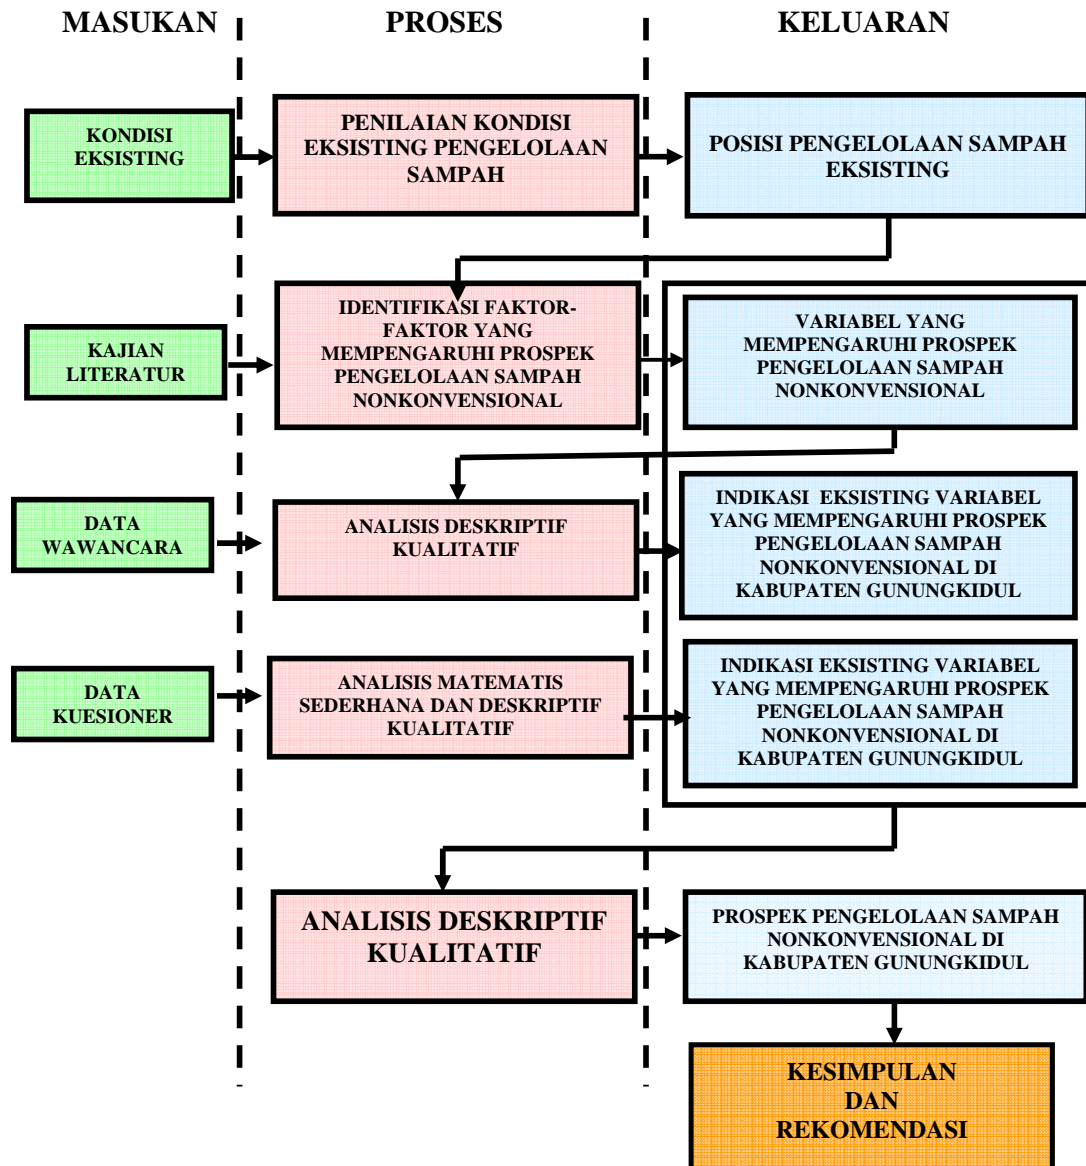 MASUKAN
PROSES
KELUARAN
KONDISI
EKSISTING
PENILAIAN KONDISI
EKSISTING PENGELOLAAN
SAMPAH
POSISI PENGELOLAAN SAMPAH
EKSISTING
KAJIAN
LITERATUR
IDENTIFIKASI FAKTOR-
FAKTOR YANG
MEMPENGARUHI PROSPEK
PENGELOLAAN SAMPAH
NONKONVENSIONAL
VARIABEL YANG
MEMPENGARUHI PROSPEK
PENGELOLAAN SAMPAH
NONKONVENSIONAL
DATA
WAWANCARA
ANALISIS DESKRIPTIF
KUALITATIF
INDIKASI EKSISTING VARIABEL
YANG MEMPENGARUHI PROSPEK
PENGELOLAAN SAMPAH
NONKONVENSIONAL DI
KABUPATEN GUNUNGKIDUL
DATA
KUESIONER
ANALISIS MATEMATIS
SEDERHANA DAN DESKRIPTIF
KUALITATIF
INDIKASI EKSISTING VARIABEL
YANG MEMPENGARUHI PROSPEK
PENGELOLAAN SAMPAH
NONKONVENSIONAL DI
KABUPATEN GUNUNGKIDUL
ANALISIS DESKRIPTIF
KUALITATIF
PROSPEK PENGELOLAAN SAMPAH
NONKONVENSIONAL DI
KABUPATEN GUNUNGKIDUL
KESIMPULAN
DAN
REKOMENDASI